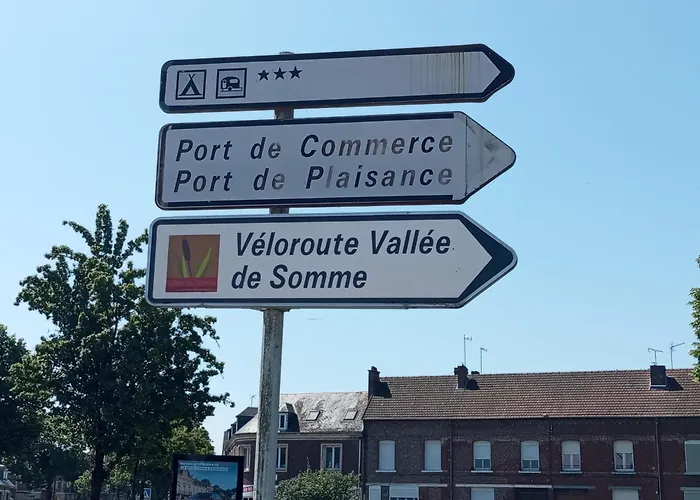 Port de Commerce
Port de Plaisance
Véloroute Vallée
de Somme